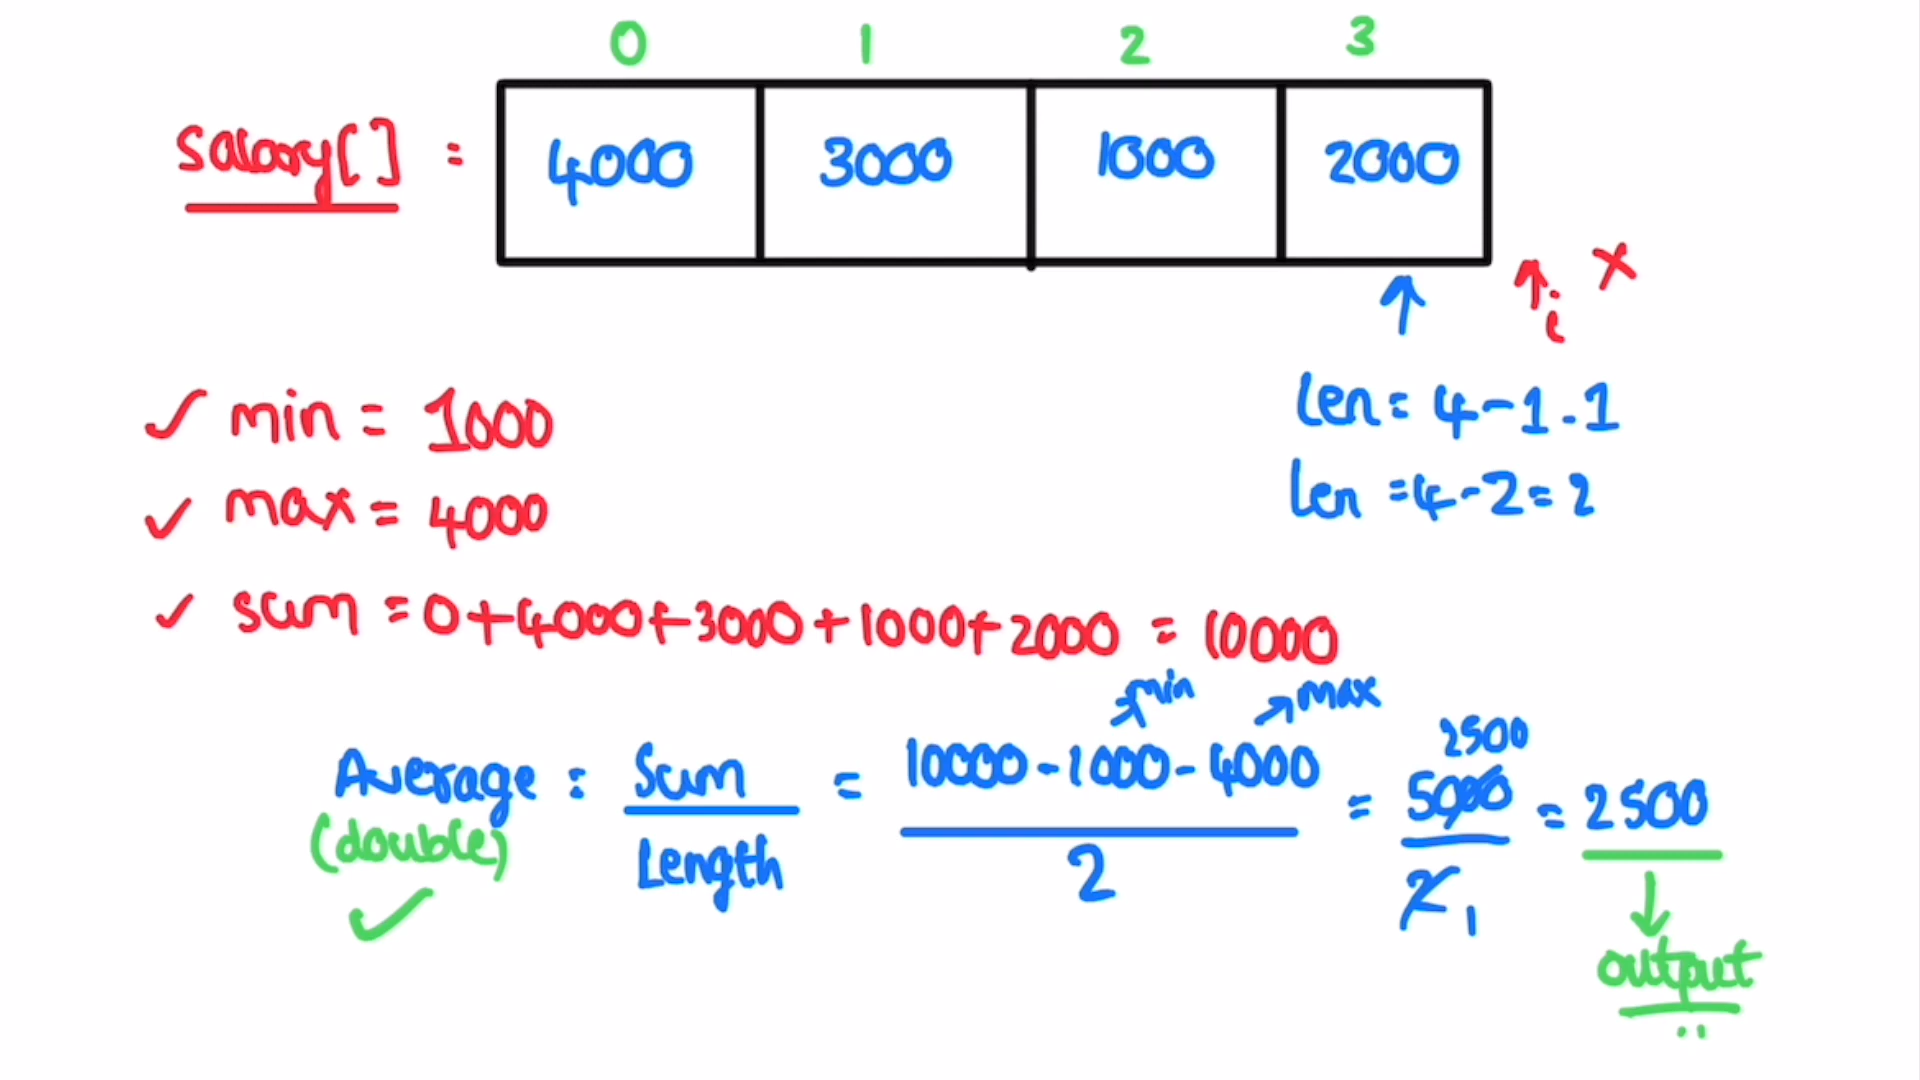 0 1 2 3
Salary[] = 4000 3000 1000 2000
i X
✓ min = 1000
len = 4-1-1
✓ max = 4000
len = 4-2 = 2
✓ sum = 0+4000+3000+1000+2000 = 10000
min max
2500
Average = Sum / Length = 10000-1000-4000 / 2 = 5000 / 2 = 2500
(double)
1
✓
output